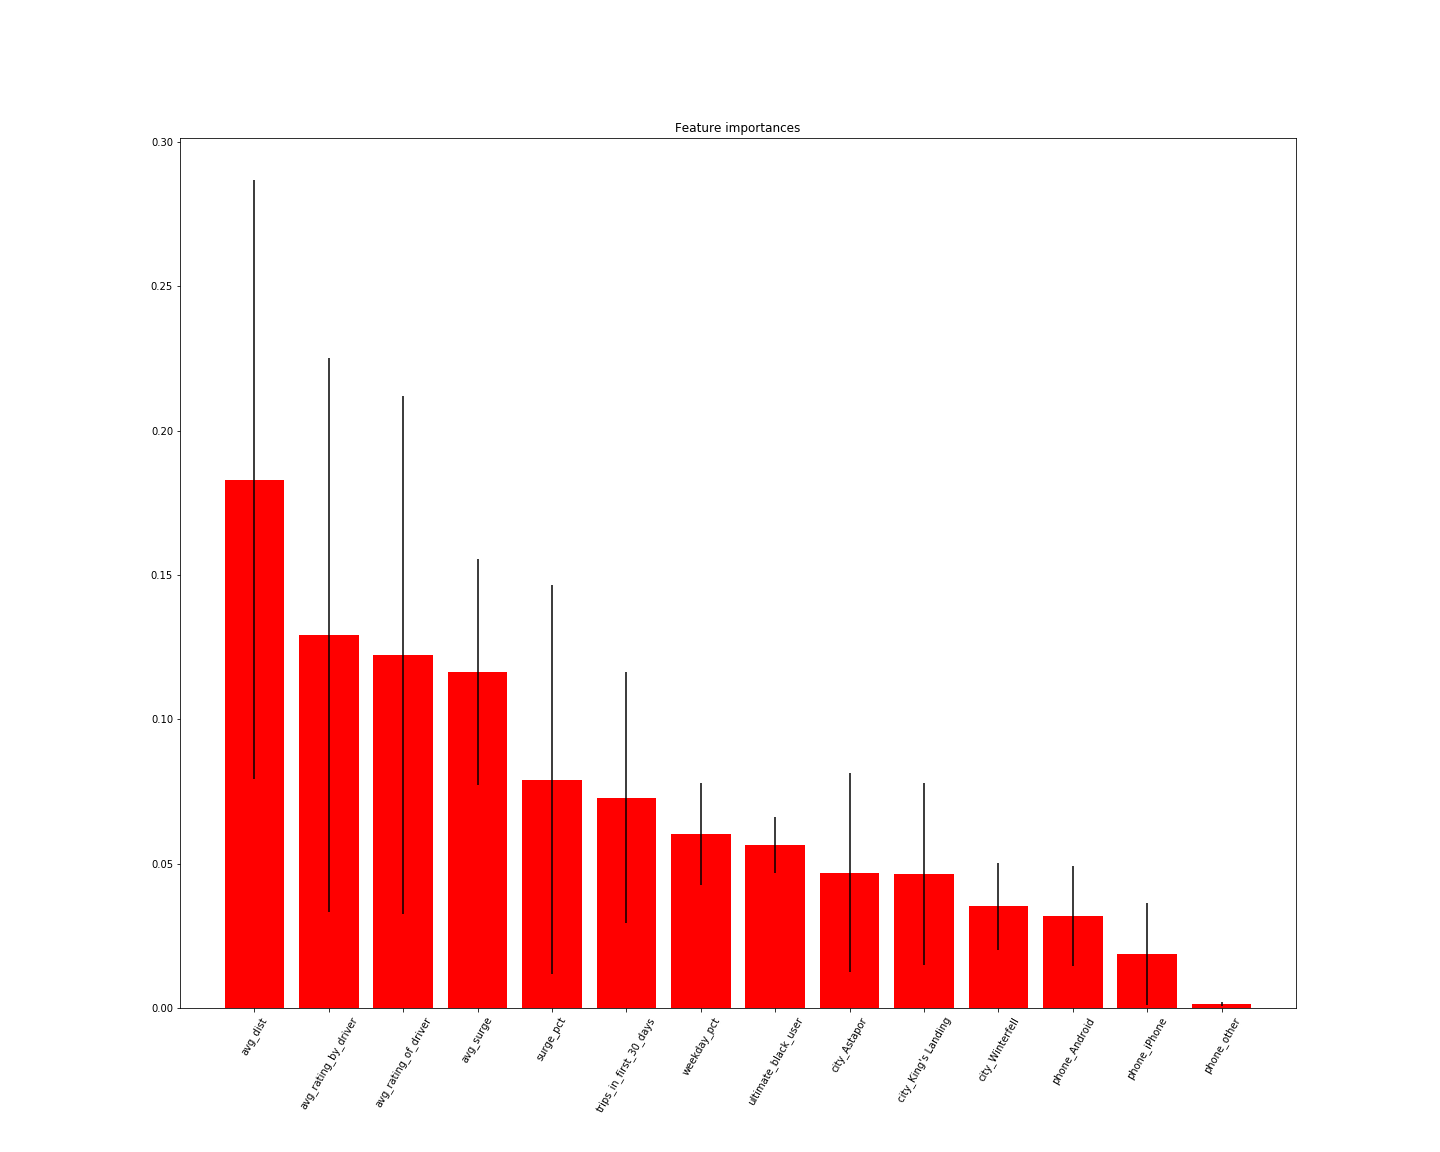 Feature importances
0.30
0.25
0.20
0.15
0.10
0.05
0.00
avg_dist
avg_rating_by_driver
avg_rating_of_driver
avg_surge
surge_pct
trips_in_first_30_days
weekday_pct
ultimate_black_user
city_Astapor
city_King's Landing
city_Winterfell
phone_Android
phone_iPhone
phone_other